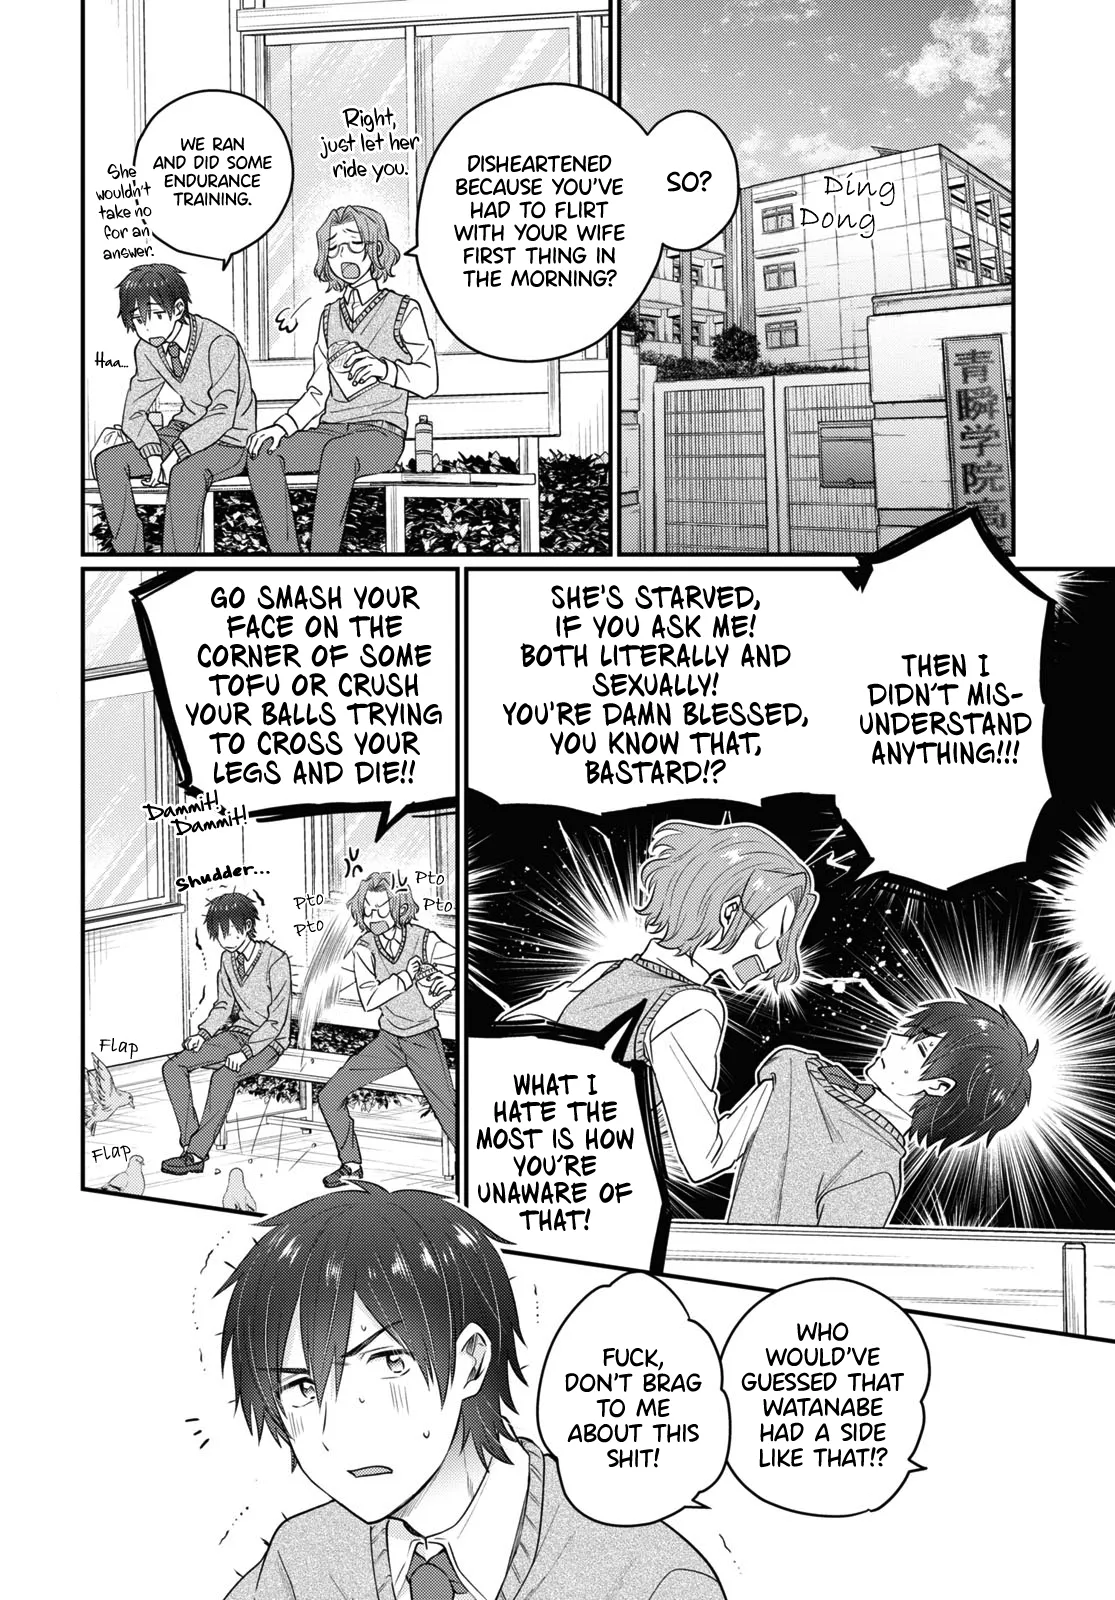 Ding
Dong
青瞬学院高
SO?
DISHEARTENED
BECAUSE YOU'VE
HAD TO FLIRT
WITH YOUR WIFE
FIRST THING IN
THE MORNING?
Right,
just let her
ride you.
WE RAN
AND DID SOME
ENDURANCE
TRAINING.
She
wouldn't
take no
for an
answer.
Haa...
THEN I
DIDN'T MIS-
UNDERSTAND
ANYTHING!!!
SHE'S STARVED,
IF YOU ASK ME!
BOTH LITERALLY AND
SEXUALLY!
YOU'RE DAMN BLESSED,
YOU KNOW THAT,
BASTARD!?
WHAT I
HATE THE
MOST IS HOW
YOU'RE
UNAWARE OF
THAT!
GO SMASH YOUR
FACE ON THE
CORNER OF SOME
TOFU OR CRUSH
YOUR BALLS TRYING
TO CROSS YOUR
LEGS AND DIE!!
Dammit!
Dammit!
Shudder...
Pto
Pto
Pto
Pto
Flap
Flap
WHO
WOULD'VE
GUESSED THAT
WATANABE
HAD A SIDE
LIKE THAT!?
FUCK,
DON'T BRAG
TO ME
ABOUT THIS
SHIT!